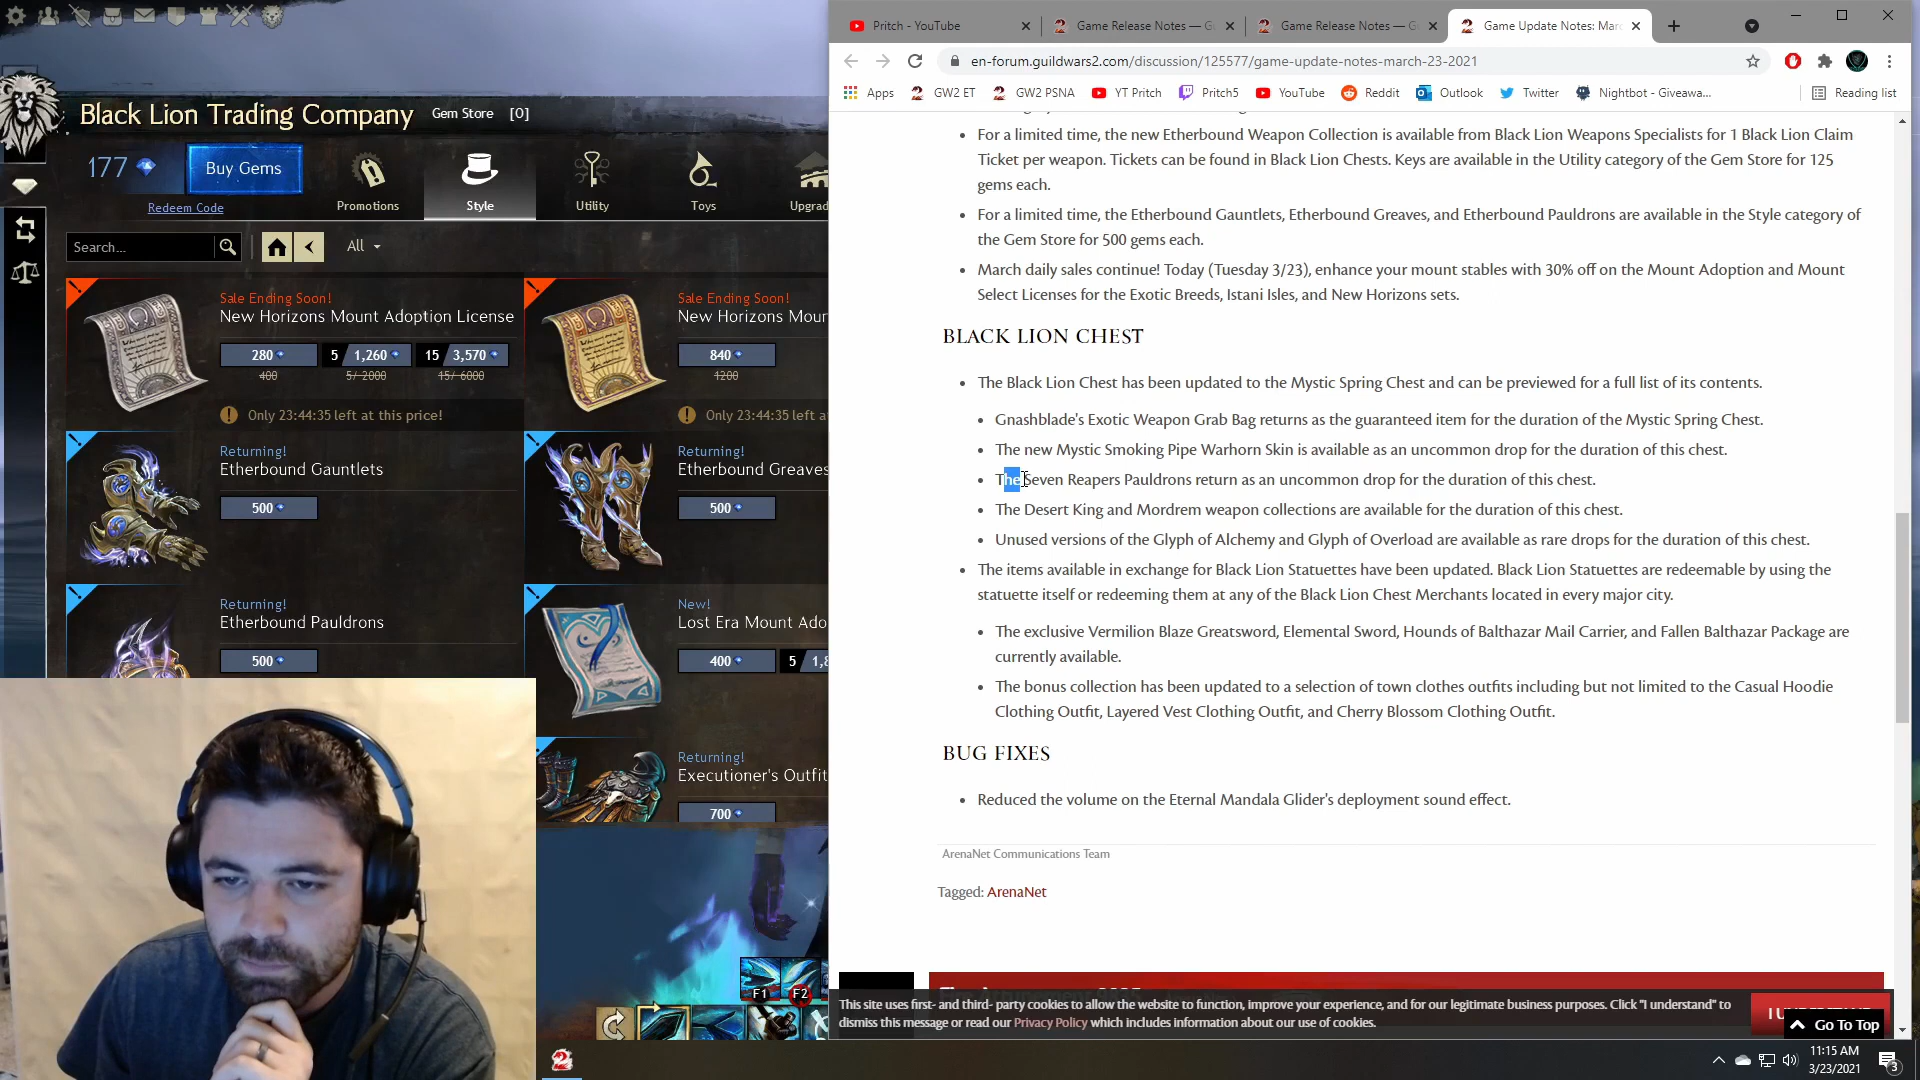 Black Lion Trading Company
Gem Store [0]
177
Buy Gems
Redeem Code
Promotions
Style
Utility
Toys
Upgrad
Search...
All
Sale Ending Soon!
New Horizons Mount Adoption License
280
5 1,260
15 3,570
400
5/ 2000
15/ 6000
Only 23:44:35 left at this price!
Sale Ending Soon!
New Horizons Mour
840
1200
Only 23:44:35 left a
Returning!
Etherbound Gauntlets
500
Returning!
Etherbound Greaves
500
Returning!
Etherbound Pauldrons
500
New!
Lost Era Mount Ado
400
5 1,8
Returning!
Executioner's Outfit
700
F1
F2
Pritch - YouTube
Game Release Notes — G
Game Release Notes — G
Game Update Notes: Marc
en-forum.guildwars2.com/discussion/125577/game-update-notes-march-23-2021
Apps
GW2 ET
GW2 PSNA
YT Pritch
Pritch5
YouTube
Reddit
Outlook
Twitter
Nightbot - Giveawa...
Reading list
For a limited time, the new Etherbound Weapon Collection is available from Black Lion Weapons Specialists for 1 Black Lion Claim
Ticket per weapon. Tickets can be found in Black Lion Chests. Keys are available in the Utility category of the Gem Store for 125
gems each.
For a limited time, the Etherbound Gauntlets, Etherbound Greaves, and Etherbound Pauldrons are available in the Style category of
the Gem Store for 500 gems each.
March daily sales continue! Today (Tuesday 3/23), enhance your mount stables with 30% off on the Mount Adoption and Mount
Select Licenses for the Exotic Breeds, Istani Isles, and New Horizons sets.
BLACK LION CHEST
The Black Lion Chest has been updated to the Mystic Spring Chest and can be previewed for a full list of its contents.
Gnashblade's Exotic Weapon Grab Bag returns as the guaranteed item for the duration of the Mystic Spring Chest.
The new Mystic Smoking Pipe Warhorn Skin is available as an uncommon drop for the duration of this chest.
The Seven Reapers Pauldrons return as an uncommon drop for the duration of this chest.
The Desert King and Mordrem weapon collections are available for the duration of this chest.
Unused versions of the Glyph of Alchemy and Glyph of Overload are available as rare drops for the duration of this chest.
The items available in exchange for Black Lion Statuettes have been updated. Black Lion Statuettes are redeemable by using the
statuette itself or redeeming them at any of the Black Lion Chest Merchants located in every major city.
The exclusive Vermilion Blaze Greatsword, Elemental Sword, Hounds of Balthazar Mail Carrier, and Fallen Balthazar Package are
currently available.
The bonus collection has been updated to a selection of town clothes outfits including but not limited to the Casual Hoodie
Clothing Outfit, Layered Vest Clothing Outfit, and Cherry Blossom Clothing Outfit.
BUG FIXES
Reduced the volume on the Eternal Mandala Glider's deployment sound effect.
ArenaNet Communications Team
Tagged: ArenaNet
This site uses first- and third- party cookies to allow the website to function, improve your experience, and for our legitimate business purposes. Click "I understand" to
dismiss this message or read our Privacy Policy which includes information about our use of cookies.
Go To Top
11:15 AM
3/23/2021
3